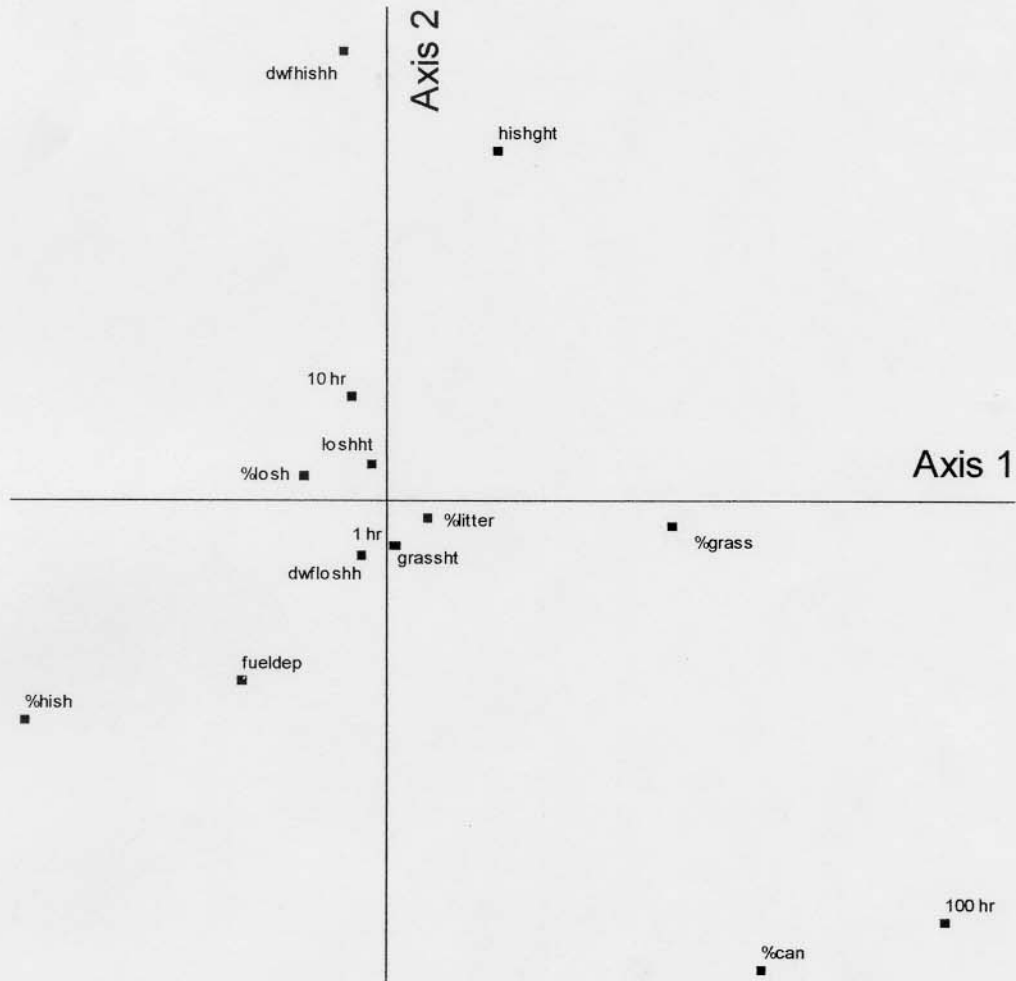 Axis 2
dwfhishh
hishght
10 hr
loshht
%losh
Axis 1
%litter
1 hr
%grass
grassht
dwfloshh
fueldep
%hish
100 hr
%can